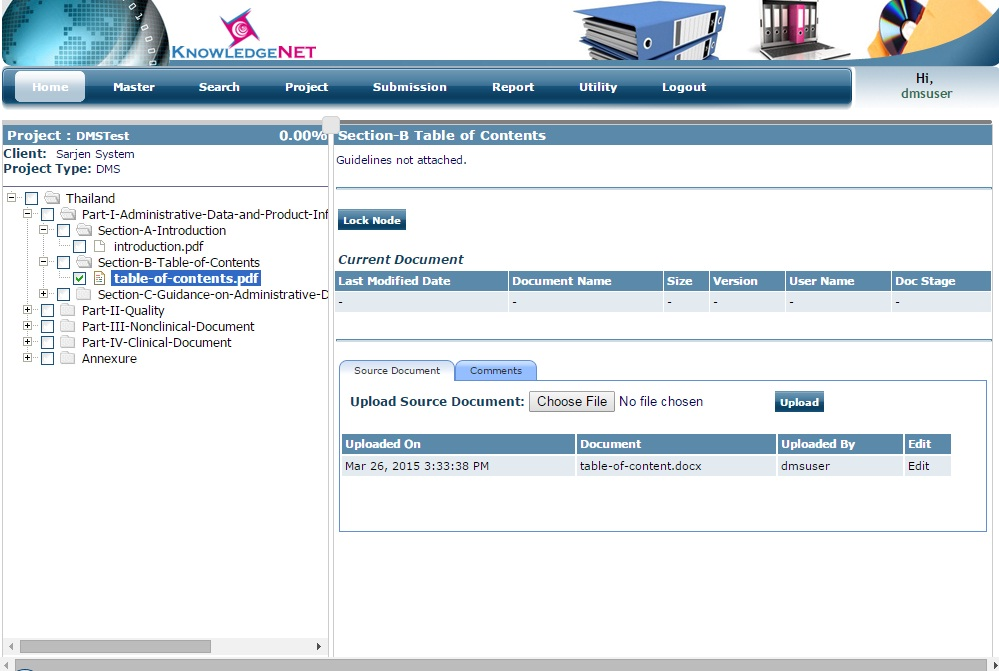 KNOWLEDGENET
Home Master Search Project Submission Report Utility Logout
Hi,
dmsuser
Project : DMSTest 0.00%
Client: Sarjen System
Project Type: DMS
Thailand
Part-I-Administrative-Data-and-Product-Inf
Section-A-Introduction
introduction.pdf
Section-B-Table-of-Contents
table-of-contents.pdf
Section-C-Guidance-on-Administrative-D
Part-II-Quality
Part-III-Nonclinical-Document
Part-IV-Clinical-Document
Annexure
Section-B Table of Contents
Guidelines not attached.
Lock Node
Current Document
Last Modified Date Document Name Size Version User Name Doc Stage
- - - - - -
Source Document Comments
Upload Source Document: Choose File No file chosen Upload
Uploaded On Document Uploaded By Edit
Mar 26, 2015 3:33:38 PM table-of-content.docx dmsuser Edit